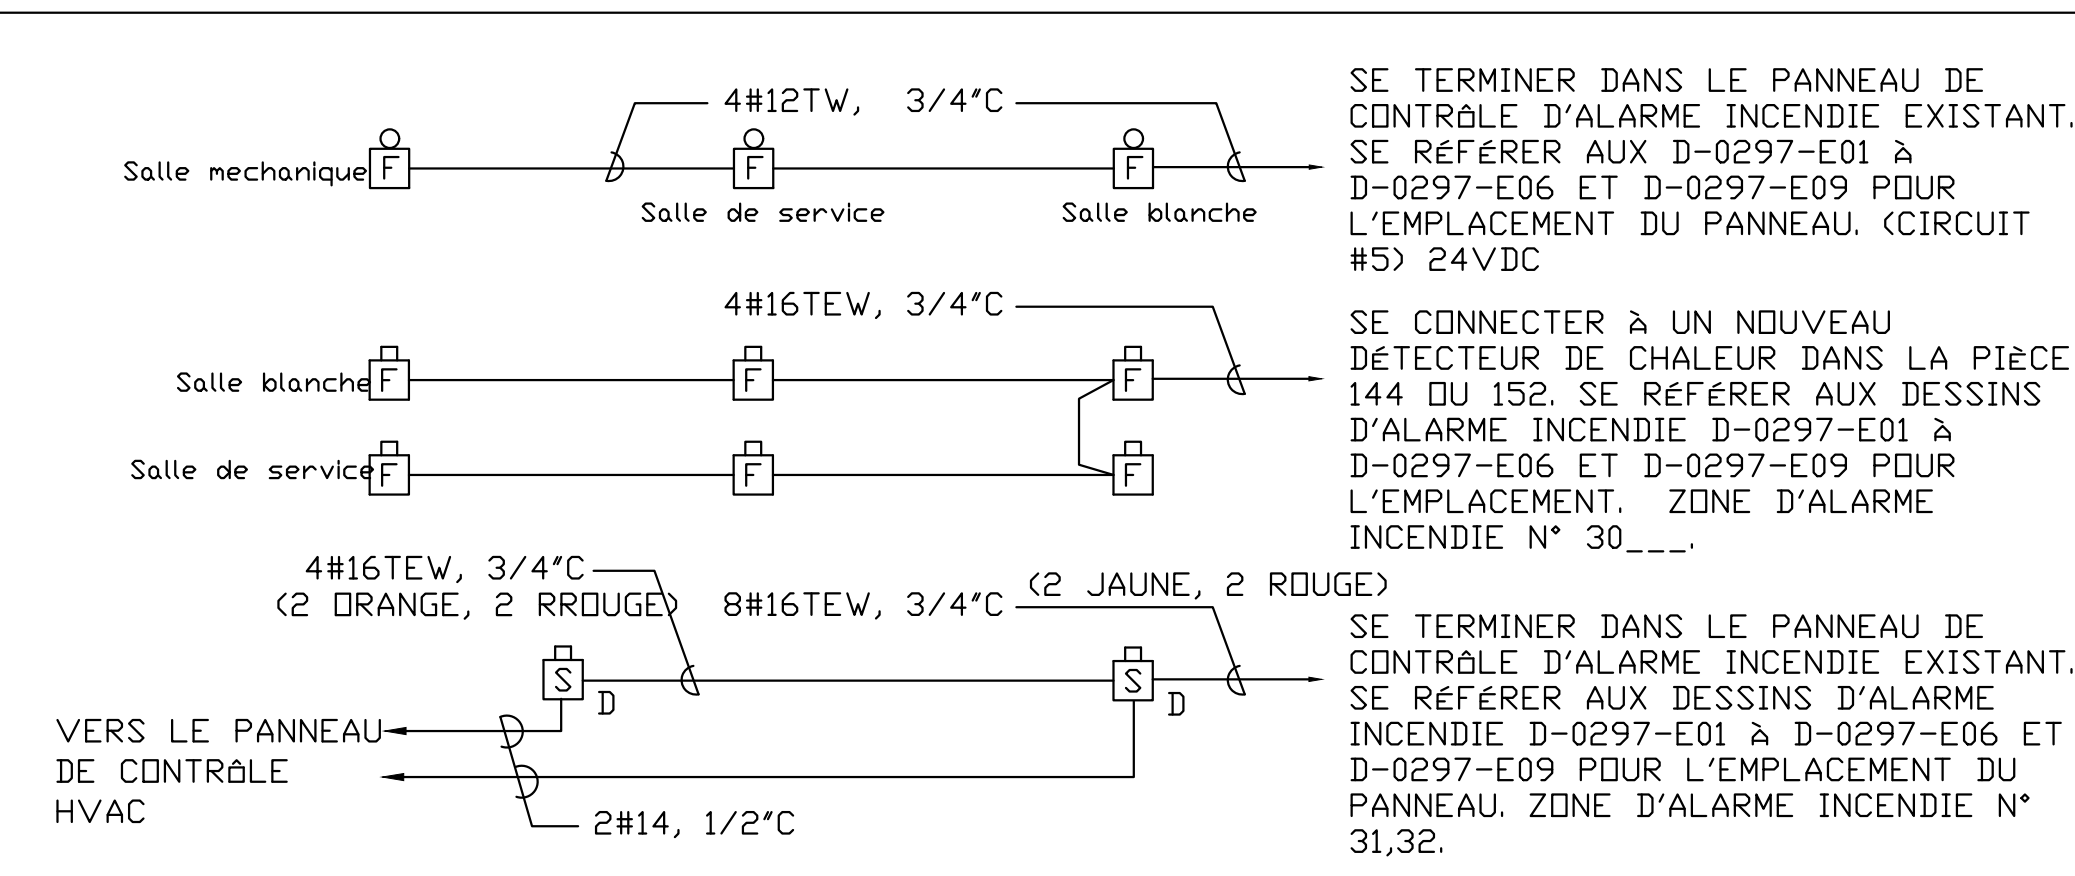 4#12TW, 3/4"C
Salle mechanique
F
F
F
Salle de service
Salle blanche
SE TERMINER DANS LE PANNEAU DE
CONTRôLE D'ALARME INCENDIE EXISTANT.
SE RéFéRER AUX D-0297-E01 à
D-0297-E06 ET D-0297-E09 POUR
L'EMPLACEMENT DU PANNEAU. (CIRCUIT
#5) 24VDC
4#16TEW, 3/4"C
Salle blanche
F
F
F
Salle de service
F
F
F
SE CONNECTER à UN NOUVEAU
DéTECTEUR DE CHALEUR DANS LA PIèCE
144 OU 152. SE RéFéRER AUX DESSINS
D'ALARME INCENDIE D-0297-E01 à
D-0297-E06 ET D-0297-E09 POUR
L'EMPLACEMENT. ZONE D'ALARME
INCENDIE N° 30___.
4#16TEW, 3/4"C
(2 ORANGE, 2 RROUGE)
8#16TEW, 3/4"C
(2 JAUNE, 2 ROUGE)
S
D
S
D
VERS LE PANNEAU
DE CONTRôLE
HVAC
2#14, 1/2"C
SE TERMINER DANS LE PANNEAU DE
CONTRôLE D'ALARME INCENDIE EXISTANT.
SE RéFéRER AUX DESSINS D'ALARME
INCENDIE D-0297-E01 à D-0297-E06 ET
D-0297-E09 POUR L'EMPLACEMENT DU
PANNEAU. ZONE D'ALARME INCENDIE N°
31,32.